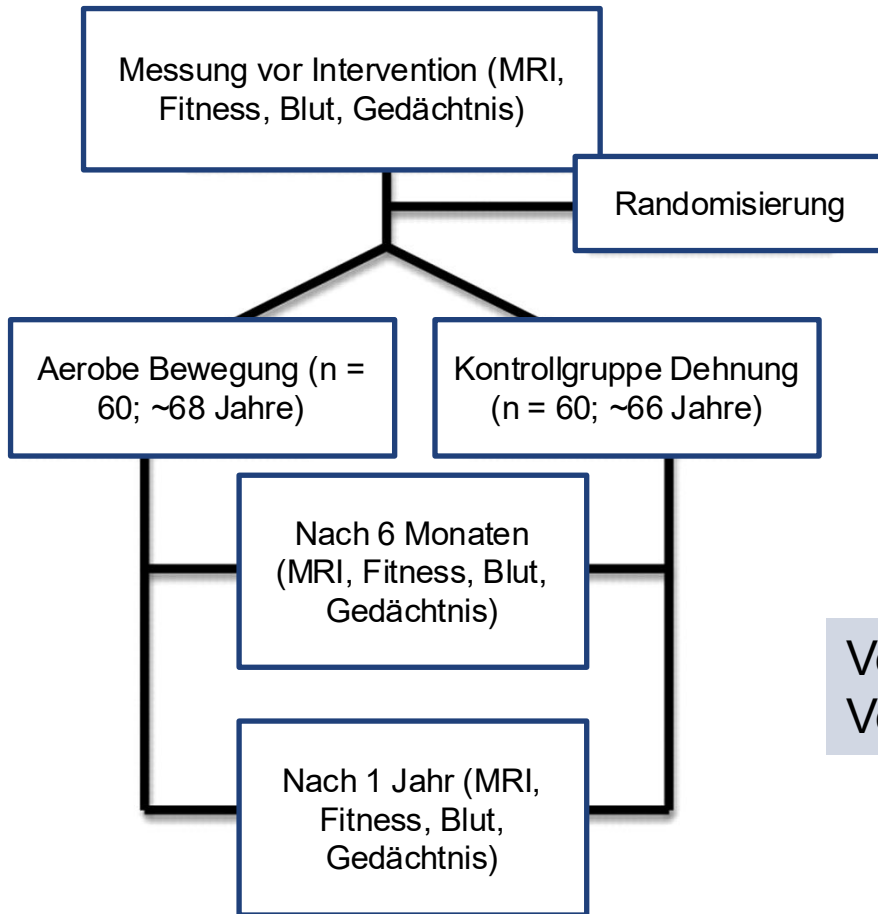 Messung vor Intervention (MRI,
Fitness, Blut, Gedächtnis)
Randomisierung
Aerobe Bewegung (n =
60; ~68 Jahre)
Kontrollgruppe Dehnung
(n = 60; ~66 Jahre)
Nach 6 Monaten
(MRI, Fitness, Blut,
Gedächtnis)
Nach 1 Jahr (MRI,
Fitness, Blut,
Gedächtnis)